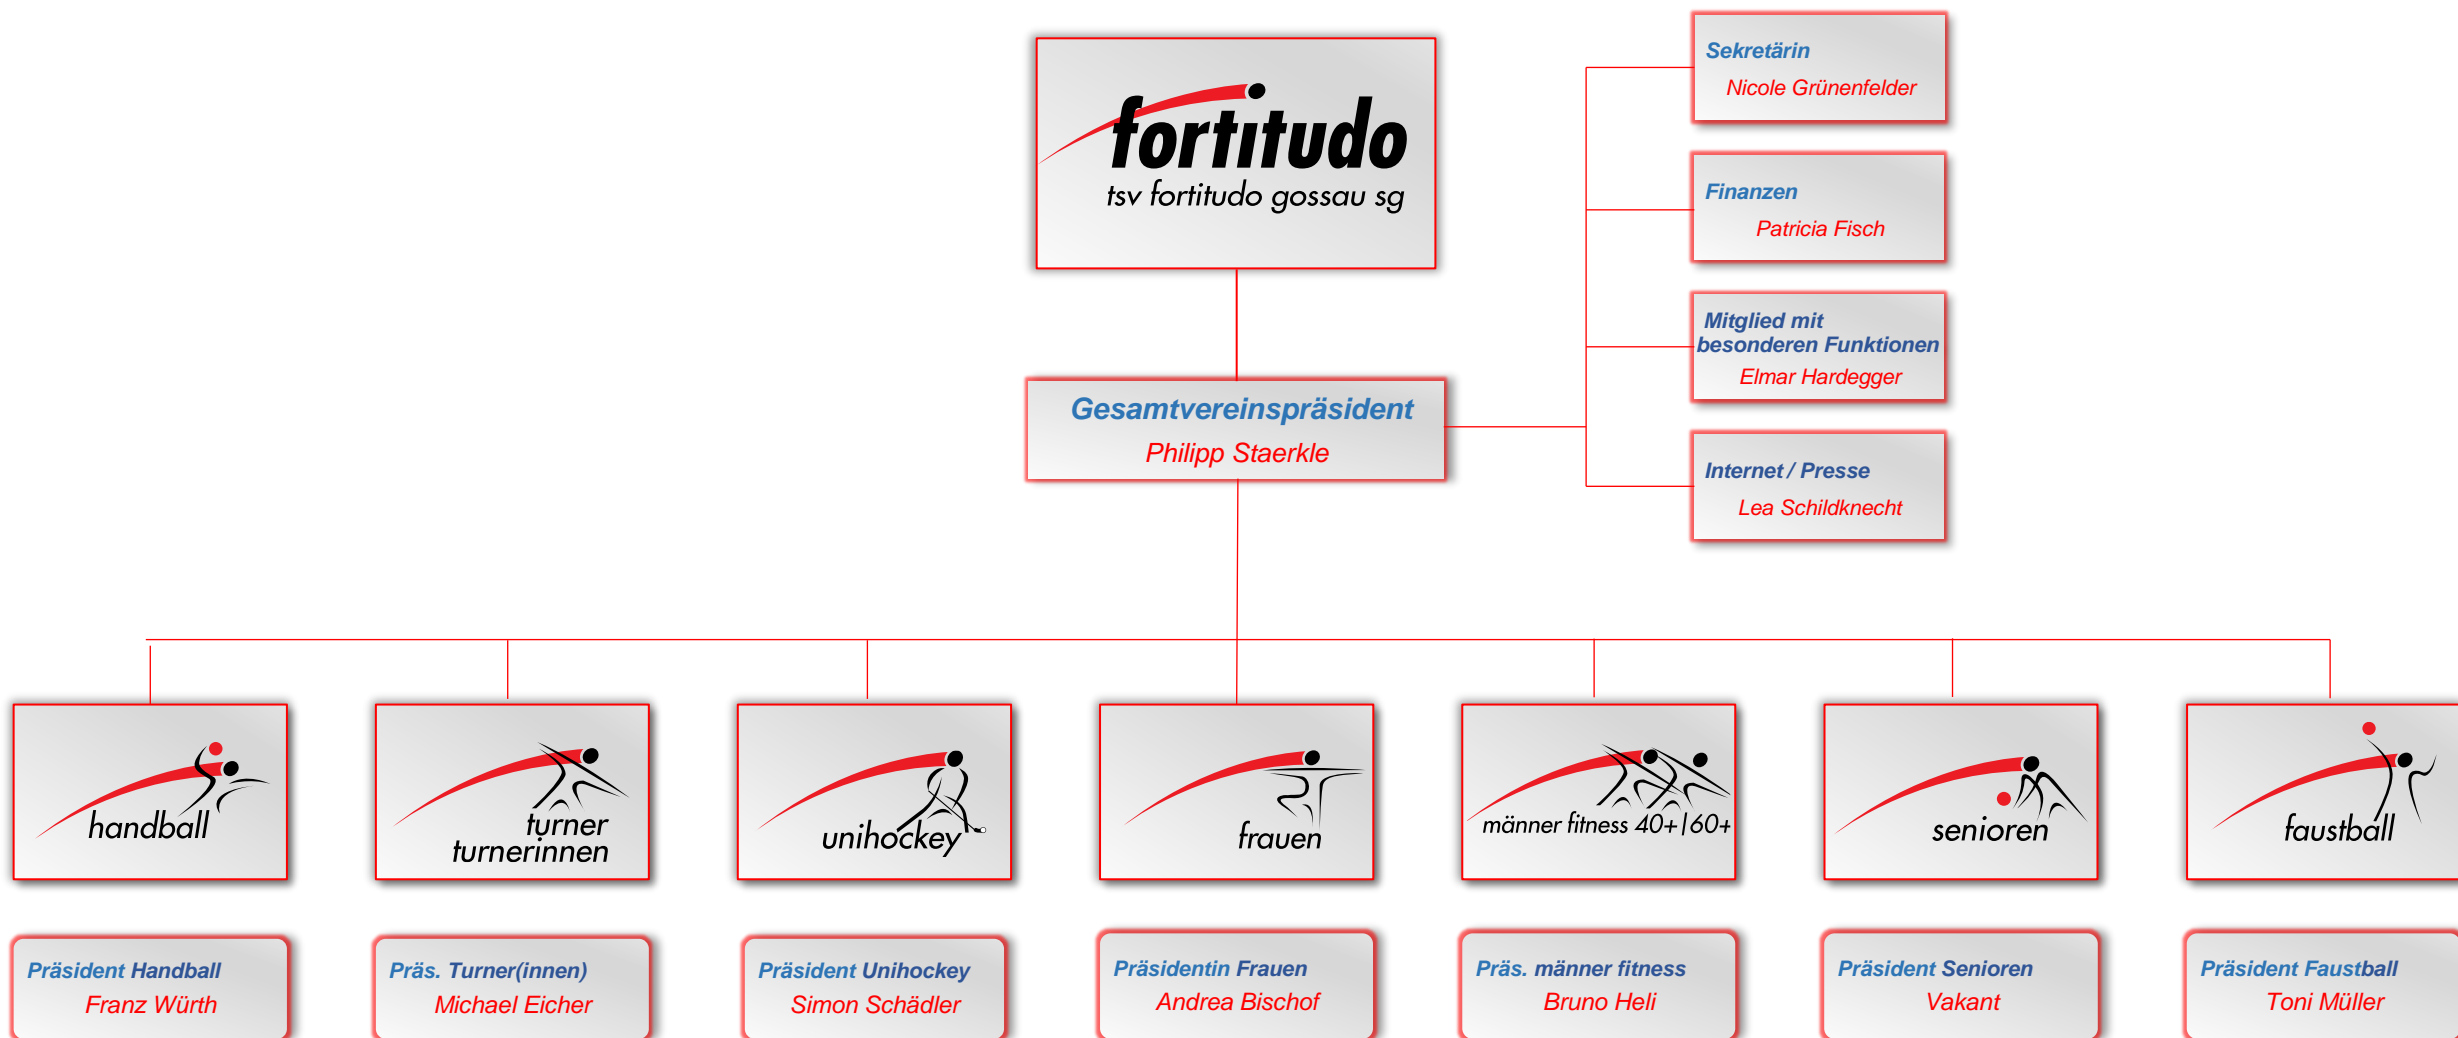 fortitudo
tsv fortitudo gossau sg
Sekretärin
Nicole Grünenfelder
Finanzen
Patricia Fisch
Mitglied mit
besonderen Funktionen
Elmar Hardegger
Internet / Presse
Lea Schildknecht
Gesamtvereinspräsident
Philipp Staerkle
handball
turner
turnerinnen
unihockey
frauen
männer fitness 40+|60+
senioren
faustball
Präsident Handball
Franz Würth
Präs. Turner(innen)
Michael Eicher
Präsident Unihockey
Simon Schädler
Präsidentin Frauen
Andrea Bischof
Präs. männer fitness
Bruno Heli
Präsident Senioren
Vakant
Präsident Faustball
Toni Müller